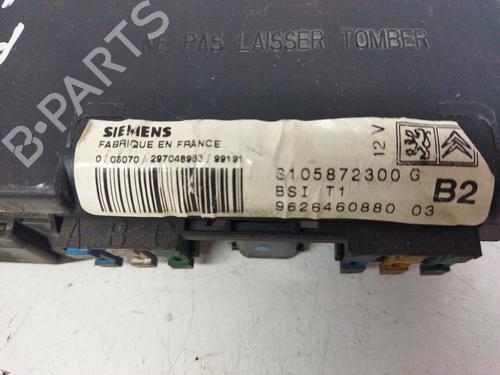 NE PAS LAISSER TOMBER
B-PARTS
SIEMENS
FABRIQUE EN FRANCE
0/03070/297048983/99191
12 V
S105872300 G
BSI T1
B2
9626460880 03
A B C